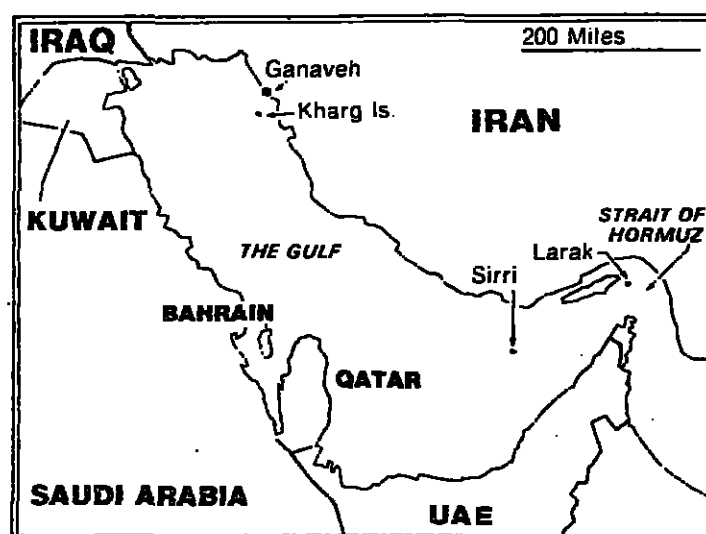 IRAQ
200 Miles
Ganaveh
Kharg Is.
IRAN
KUWAIT
STRAIT OF
HORMUZ
THE GULF
Larak
Sirri
BAHRAIN
QATAR
SAUDI ARABIA
UAE